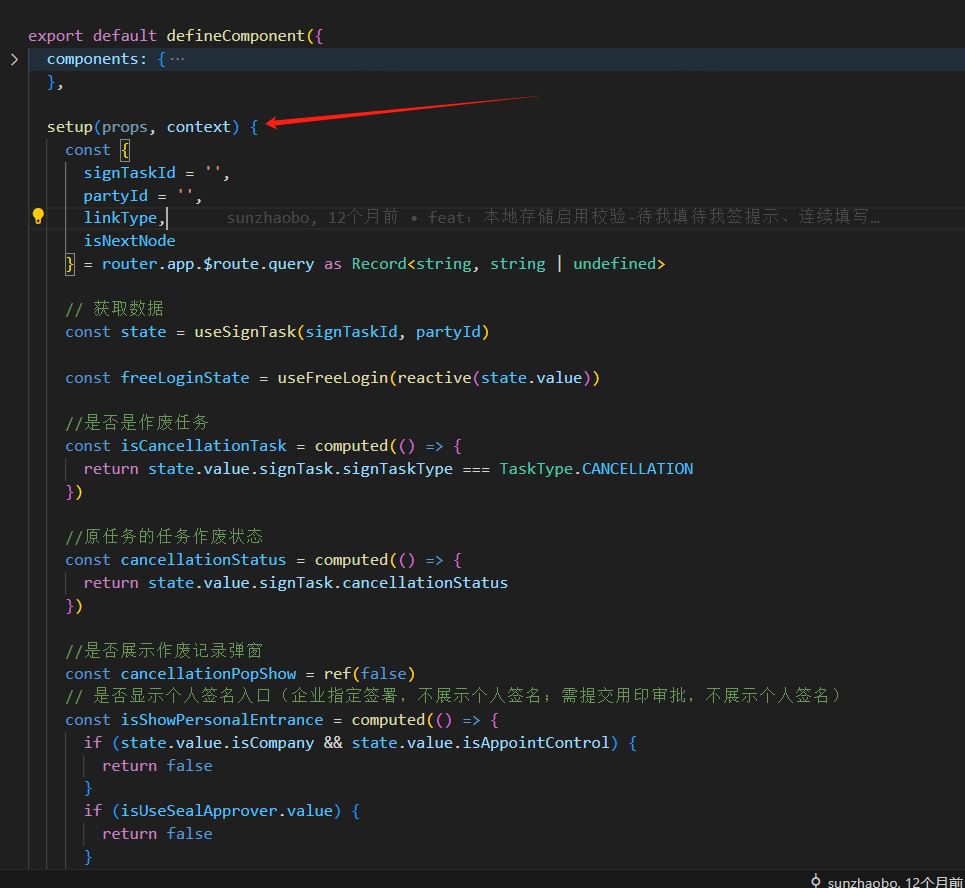 export default defineComponent({
components: {···
},
setup(props, context) {
const {
signTaskId = '',
partyId = '',
linkType,    sunzhaobo, 12个月前 • feat：本地存储启用校验-待我填待我签提示、连续填写…
isNextNode
} = router.app.$route.query as Record<string, string | undefined>
// 获取数据
const state = useSignTask(signTaskId, partyId)
const freeLoginState = useFreeLogin(reactive(state.value))
//是否是作废任务
const isCancellationTask = computed(() => {
return state.value.signTask.signTaskType === TaskType.CANCELLATION
})
//原任务的任务作废状态
const cancellationStatus = computed(() => {
return state.value.signTask.cancellationStatus
})
//是否展示作废记录弹窗
const cancellationPopShow = ref(false)
// 是否显示个人签名入口（企业指定签署，不展示个人签名；需提交用印审批，不展示个人签名）
const isShowPersonalEntrance = computed(() => {
if (state.value.isCompany && state.value.isAppointControl) {
return false
}
if (isUseSealApprover.value) {
return false
}
sunzhaobo, 12个月前